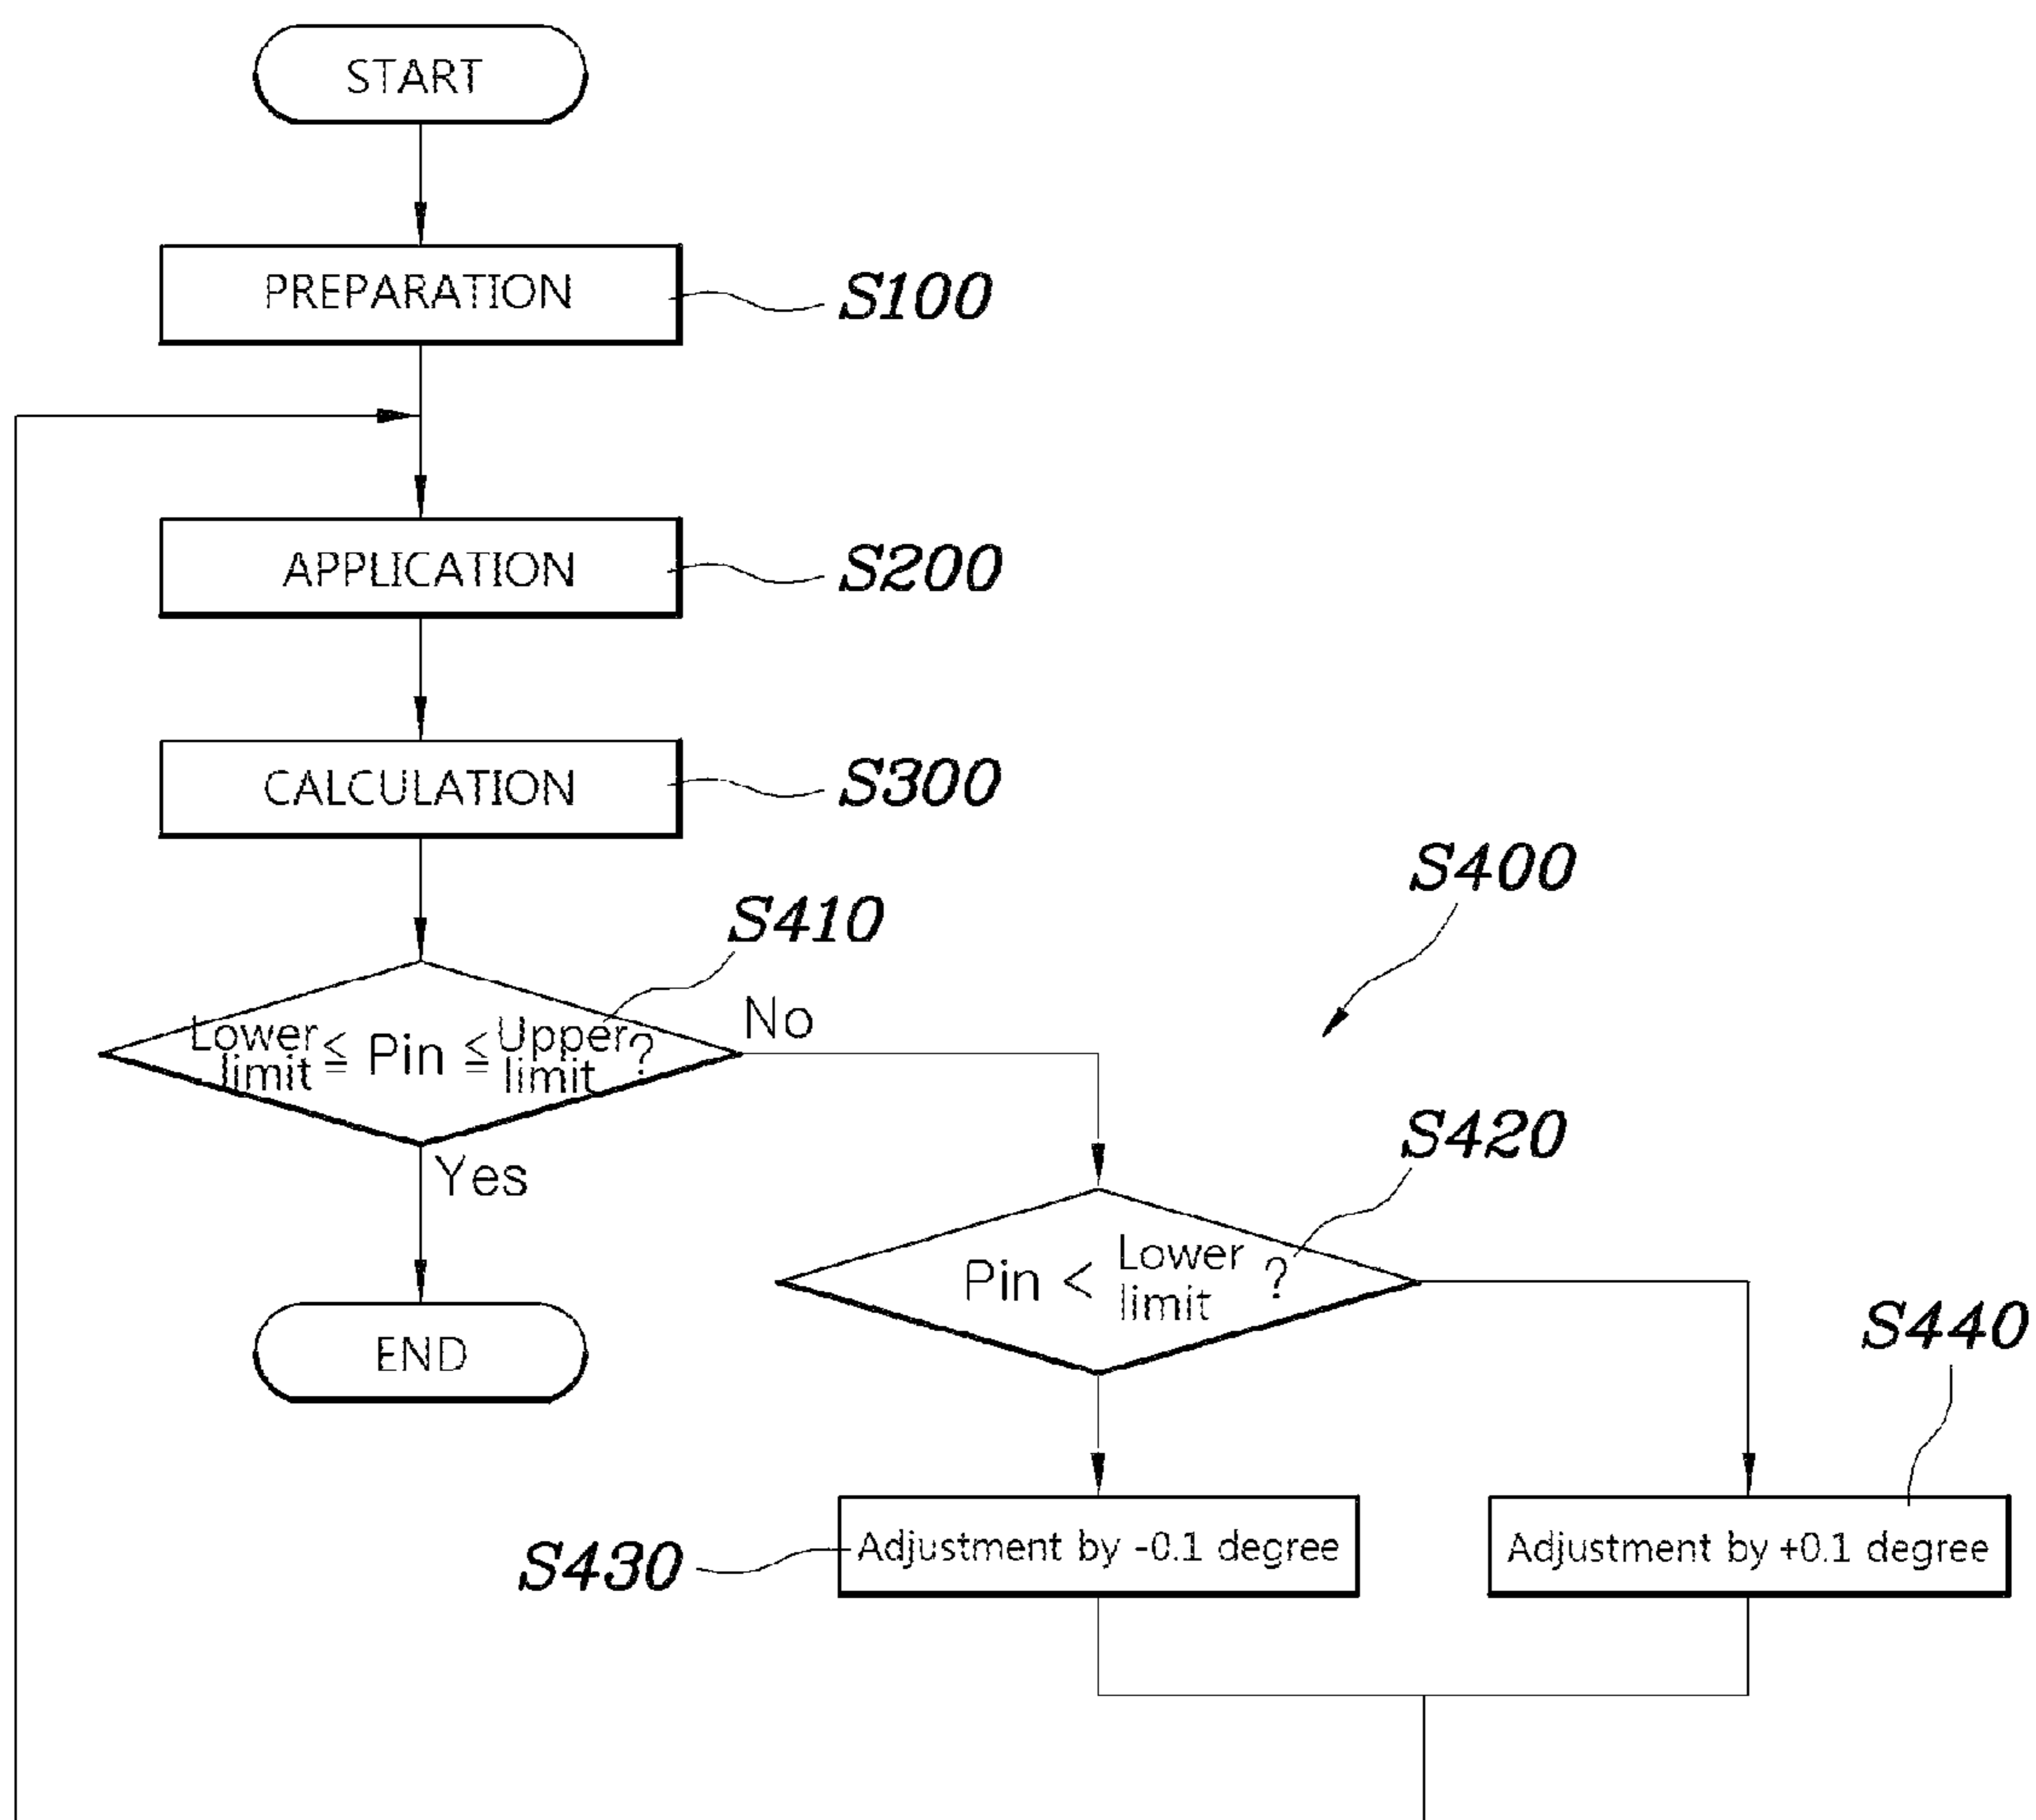 START
PREPARATION
S100
APPLICATION
S200
CALCULATION
S300
S400
S410
Lower limit ≦ Pin ≦ Upper limit ?
No
Yes
S420
Pin < Lower limit ?
S440
END
Adjustment by -0.1 degree
Adjustment by +0.1 degree
S430